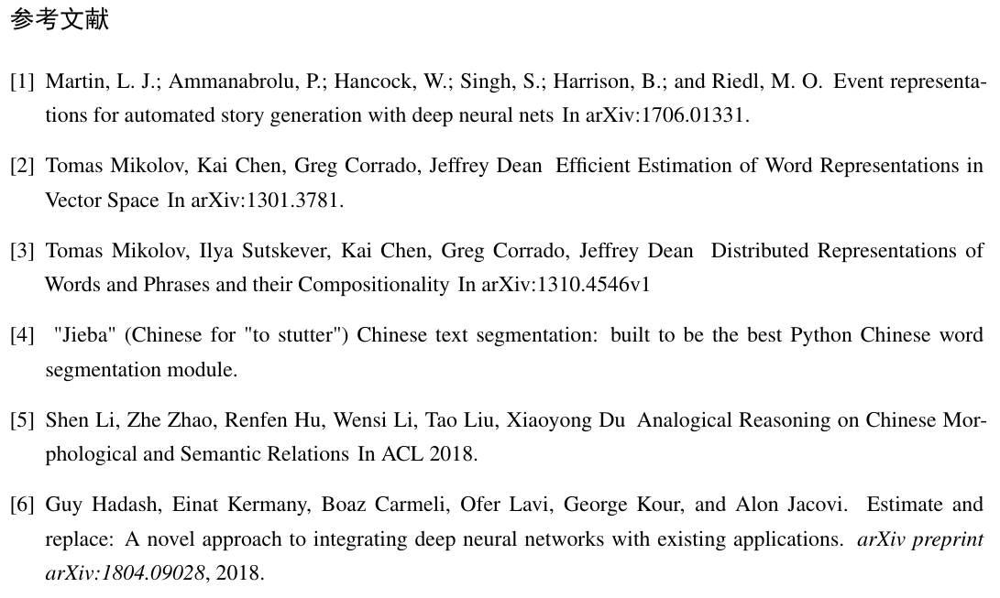 参考文献
[1] Martin, L. J.; Ammanabrolu, P.; Hancock, W.; Singh, S.; Harrison, B.; and Riedl, M. O. Event representa-
tions for automated story generation with deep neural nets In arXiv:1706.01331.
[2] Tomas Mikolov, Kai Chen, Greg Corrado, Jeffrey Dean Efficient Estimation of Word Representations in
Vector Space In arXiv:1301.3781.
[3] Tomas Mikolov, Ilya Sutskever, Kai Chen, Greg Corrado, Jeffrey Dean Distributed Representations of
Words and Phrases and their Compositionality In arXiv:1310.4546v1
[4] "Jieba" (Chinese for "to stutter") Chinese text segmentation: built to be the best Python Chinese word
segmentation module.
[5] Shen Li, Zhe Zhao, Renfen Hu, Wensi Li, Tao Liu, Xiaoyong Du Analogical Reasoning on Chinese Mor-
phological and Semantic Relations In ACL 2018.
[6] Guy Hadash, Einat Kermany, Boaz Carmeli, Ofer Lavi, George Kour, and Alon Jacovi. Estimate and
replace: A novel approach to integrating deep neural networks with existing applications. arXiv preprint
arXiv:1804.09028, 2018.